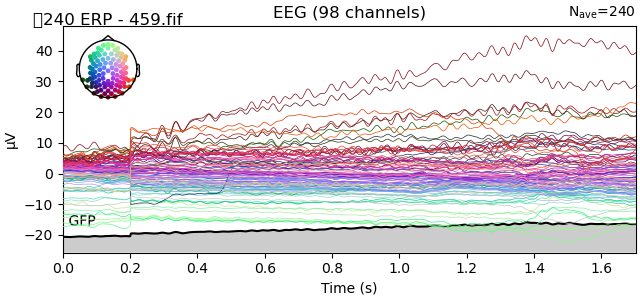 240 ERP - 459.fif
EEG (98 channels)
Nave=240
40
30
20
10
0
−10
−20
µV
GFP
0.0 0.2 0.4 0.6 0.8 1.0 1.2 1.4 1.6
Time (s)